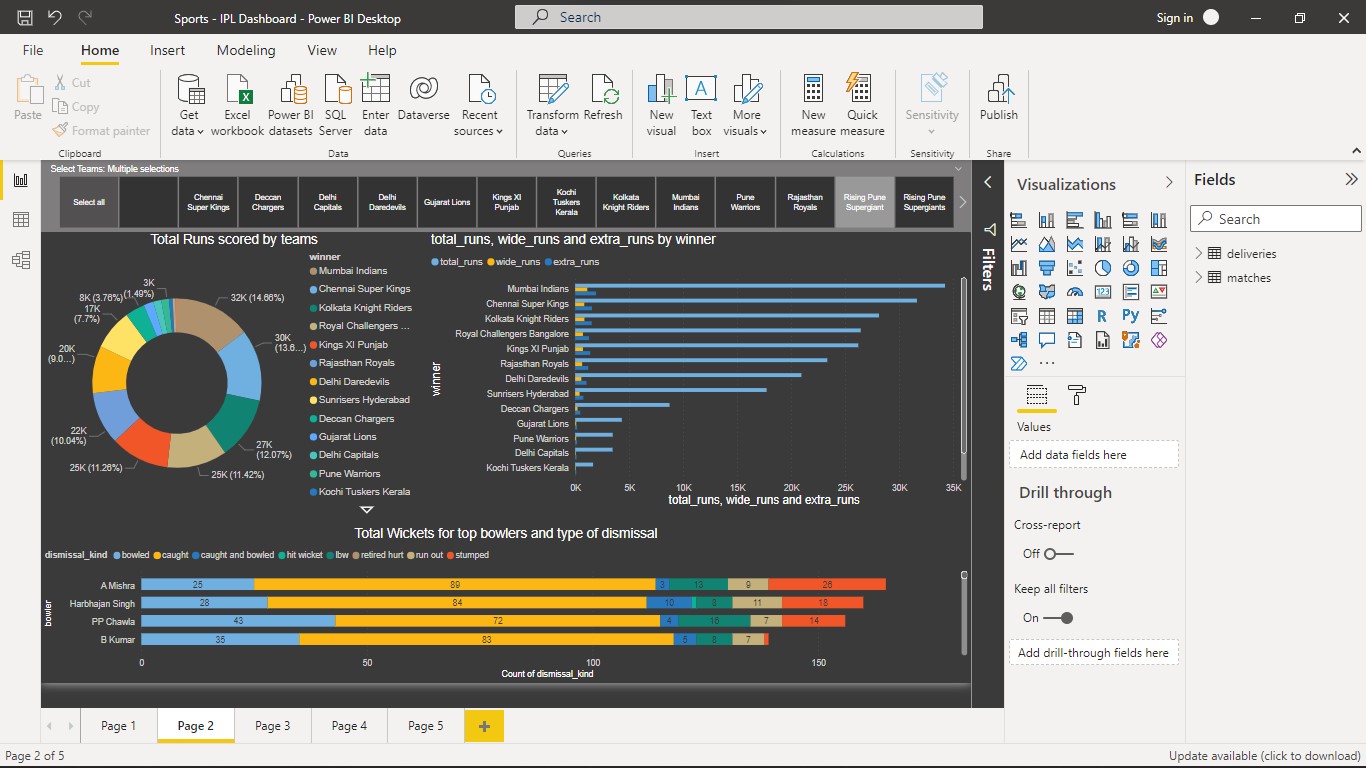 Sports - IPL Dashboard - Power BI Desktop
Search
Sign in
File Home Insert Modeling View Help
Paste
Cut
Copy
Format painter
Clipboard
Get data
Excel workbook
Power BI datasets
SQL Server
Enter data
Dataverse
Recent sources
Data
Transform data
Refresh
Queries
New visual
Text box
More visuals
Insert
New measure
Quick measure
Calculations
Sensitivity
Sensitivity
Publish
Share
Select Teams: Multiple selections
Select all
Chennai Super Kings
Deccan Chargers
Delhi Capitals
Delhi Daredevils
Gujarat Lions
Kings XI Punjab
Kochi Tuskers Kerala
Kolkata Knight Riders
Mumbai Indians
Pune Warriors
Rajasthan Royals
Rising Pune Supergiant
Rising Pune Supergiants
Total Runs scored by teams
3K (1.49%)
8K (3.76%)
17K (7.7%)
20K (9.0...)
22K (10.04%)
25K (11.26%)
25K (11.42%)
27K (12.07%)
30K (13.6...)
32K (14.66%)
winner
Mumbai Indians
Chennai Super Kings
Kolkata Knight Riders
Royal Challengers ...
Kings XI Punjab
Rajasthan Royals
Delhi Daredevils
Sunrisers Hyderabad
Deccan Chargers
Gujarat Lions
Delhi Capitals
Pune Warriors
Kochi Tuskers Kerala
total_runs, wide_runs and extra_runs by winner
total_runs wide_runs extra_runs
winner
Mumbai Indians
Chennai Super Kings
Kolkata Knight Riders
Royal Challengers Bangalore
Kings XI Punjab
Rajasthan Royals
Delhi Daredevils
Sunrisers Hyderabad
Deccan Chargers
Gujarat Lions
Pune Warriors
Delhi Capitals
Kochi Tuskers Kerala
0K 5K 10K 15K 20K 25K 30K 35K
total_runs, wide_runs and extra_runs
Total Wickets for top bowlers and type of dismissal
dismissal_kind bowled caught caught and bowled hit wicket lbw retired hurt run out stumped
bowler
A Mishra 25 89 3 13 9 26
Harbhajan Singh 28 84 10 8 11 18
PP Chawla 43 72 4 16 7 14
B Kumar 35 83 5 8 7
0 50 100 150
Count of dismissal_kind
Filters
Visualizations
R Py
123
Values
Add data fields here
Drill through
Cross-report
Off
Keep all filters
On
Add drill-through fields here
Fields
Search
deliveries
matches
Page 1 Page 2 Page 3 Page 4 Page 5 +
Page 2 of 5
Update available (click to download)